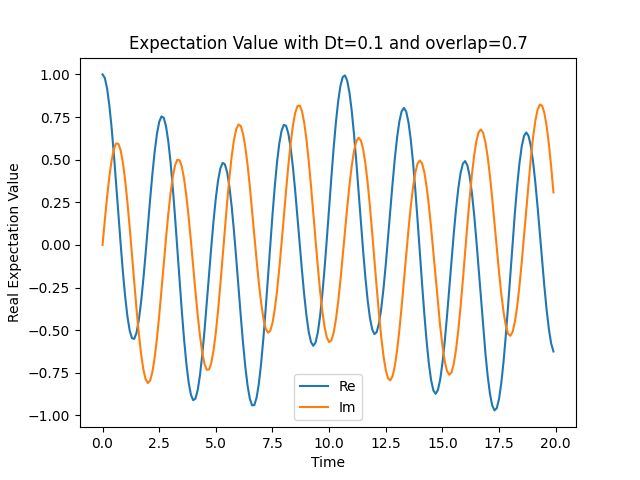 Expectation Value with Dt=0.1 and overlap=0.7
Real Expectation Value
1.00
0.75
0.50
0.25
0.00
−0.25
−0.50
−0.75
−1.00
Re
Im
0.0 2.5 5.0 7.5 10.0 12.5 15.0 17.5 20.0
Time